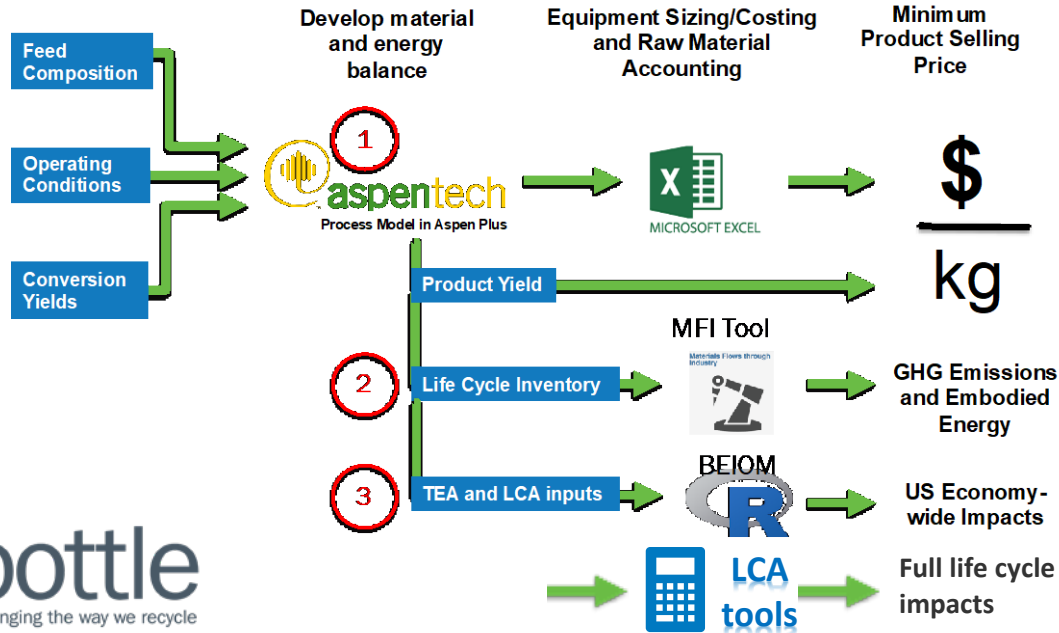 Develop material
and energy
balance
Equipment Sizing/Costing
and Raw Material
Accounting
Minimum
Product Selling
Price
Feed
Composition
Operating
Conditions
Conversion
Yields
1
aspentech
Process Model in Aspen Plus
X
MICROSOFT EXCEL
$
kg
Product Yield
MFI Tool
Materials Flows through
Industry
2
Life Cycle Inventory
GHG Emissions
and Embodied
Energy
BEIOM
3
TEA and LCA inputs
R
US Economy-
wide Impacts
bottle
nging the way we recycle
LCA
tools
Full life cycle
impacts